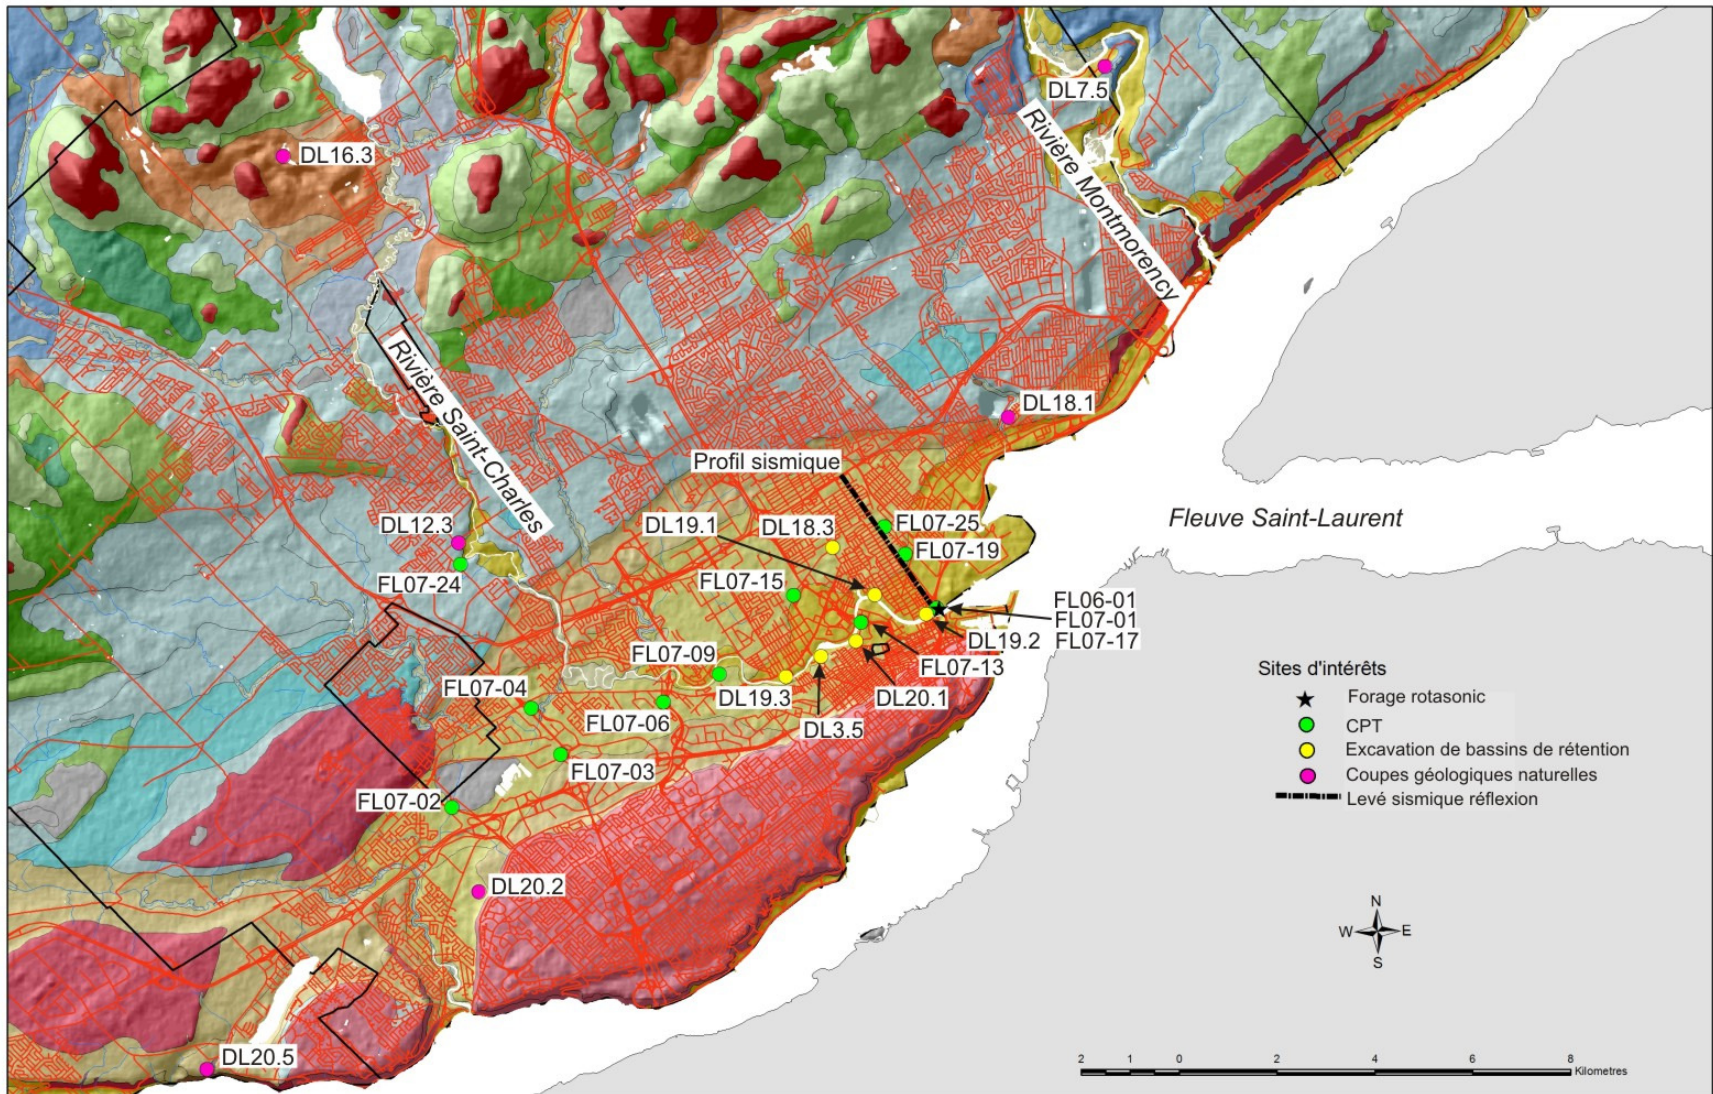 DL7.5
Rivière Montmorency
DL16.3
Rivière Saint-Charles
DL18.1
Profil sismique
Fleuve Saint-Laurent
DL19.1
DL18.3
FL07-25
DL12.3
FL07-19
FL07-24
FL07-15
FL06-01
FL07-01
FL07-17
DL19.2
FL07-09
FL07-13
FL07-04
DL19.3
DL20.1
FL07-06
DL3.5
FL07-03
FL07-02
DL20.2
DL20.5
Sites d'intérêts
Forage rotasonic
CPT
Excavation de bassins de rétention
Coupes géologiques naturelles
Levé sismique réflexion
N
W E
S
2 1 0 2 4 6 8
Kilometres